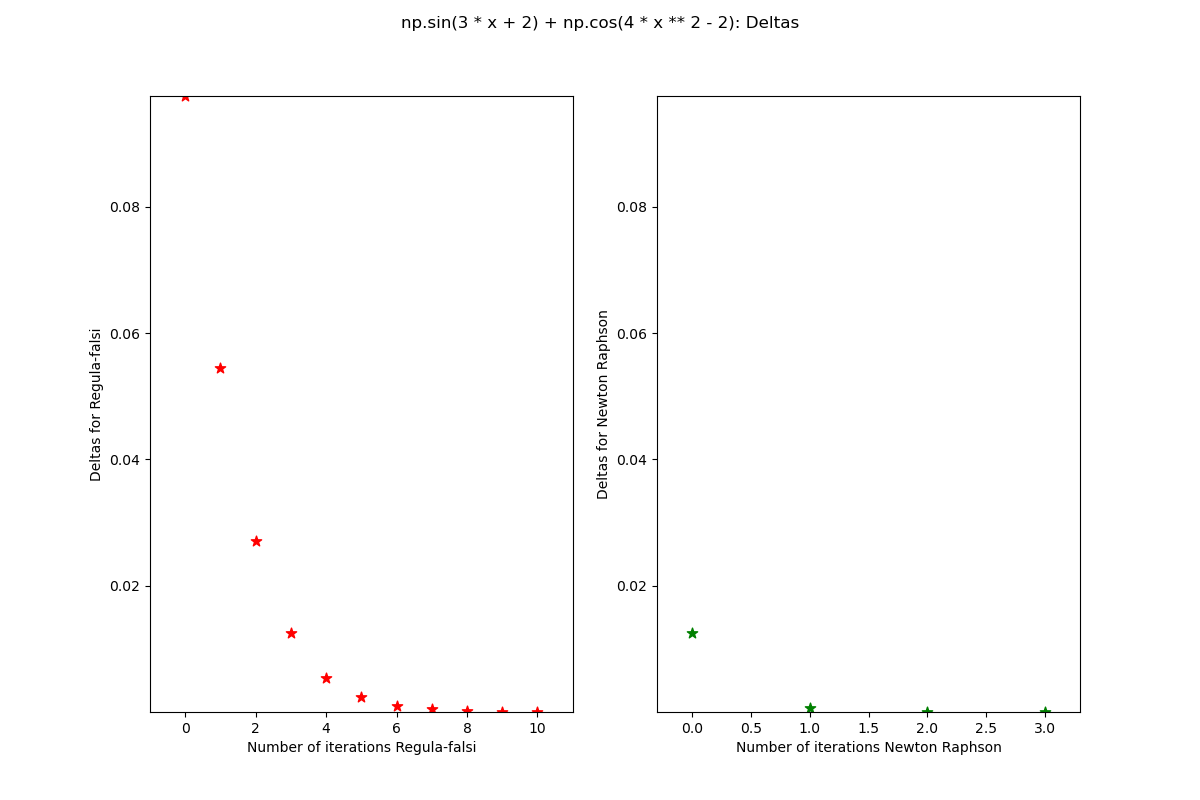 np.sin(3 * x + 2) + np.cos(4 * x ** 2 - 2): Deltas
Deltas for Regula-falsi
0.08
0.06
0.04
0.02
0 2 4 6 8 10
Number of iterations Regula-falsi
Deltas for Newton Raphson
0.08
0.06
0.04
0.02
0.0 0.5 1.0 1.5 2.0 2.5 3.0
Number of iterations Newton Raphson